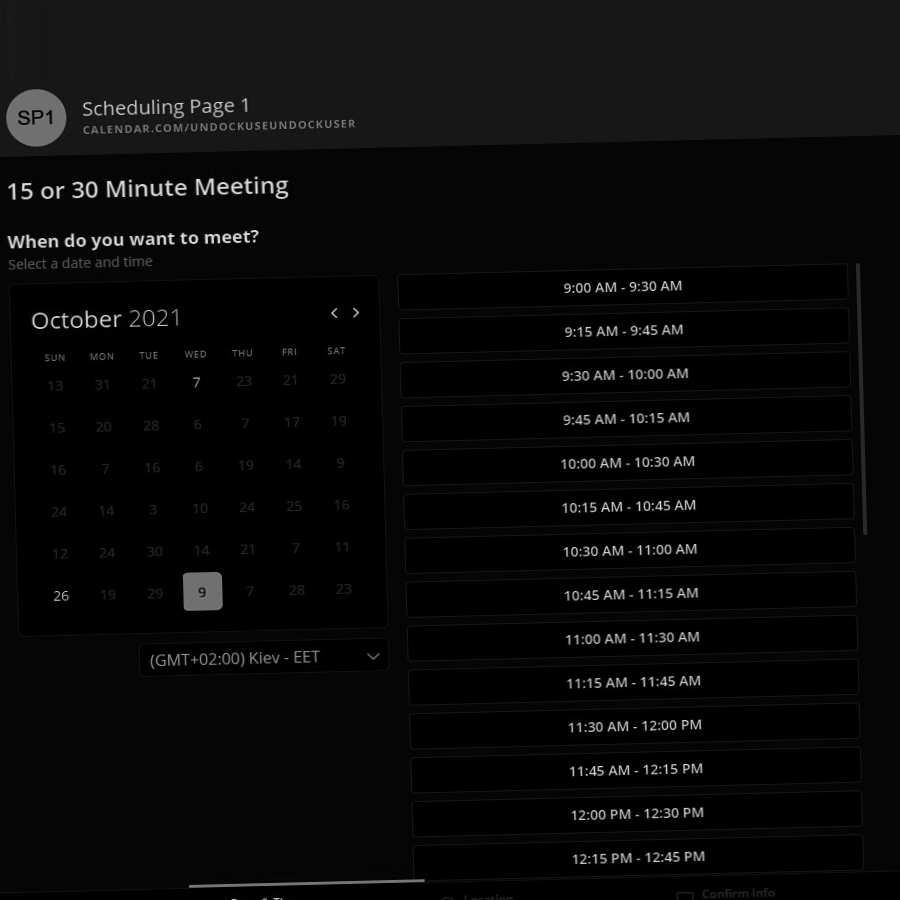 SP1
Scheduling Page 1
CALENDAR.COM/UNDOCKUSEUNDOCKUSER
15 or 30 Minute Meeting
When do you want to meet?
Select a date and time
October 2021
SUN MON TUE WED THU FRI SAT
13 31 21 7 23 21 29
15 20 28 6 7 17 19
16 7 16 6 19 14 9
24 14 3 10 24 25 16
12 24 30 14 21 7 11
26 19 29 9 7 28 23
(GMT+02:00) Kiev - EET
9:00 AM - 9:30 AM
9:15 AM - 9:45 AM
9:30 AM - 10:00 AM
9:45 AM - 10:15 AM
10:00 AM - 10:30 AM
10:15 AM - 10:45 AM
10:30 AM - 11:00 AM
10:45 AM - 11:15 AM
11:00 AM - 11:30 AM
11:15 AM - 11:45 AM
11:30 AM - 12:00 PM
11:45 AM - 12:15 PM
12:00 PM - 12:30 PM
12:15 PM - 12:45 PM
Location
Confirm Info